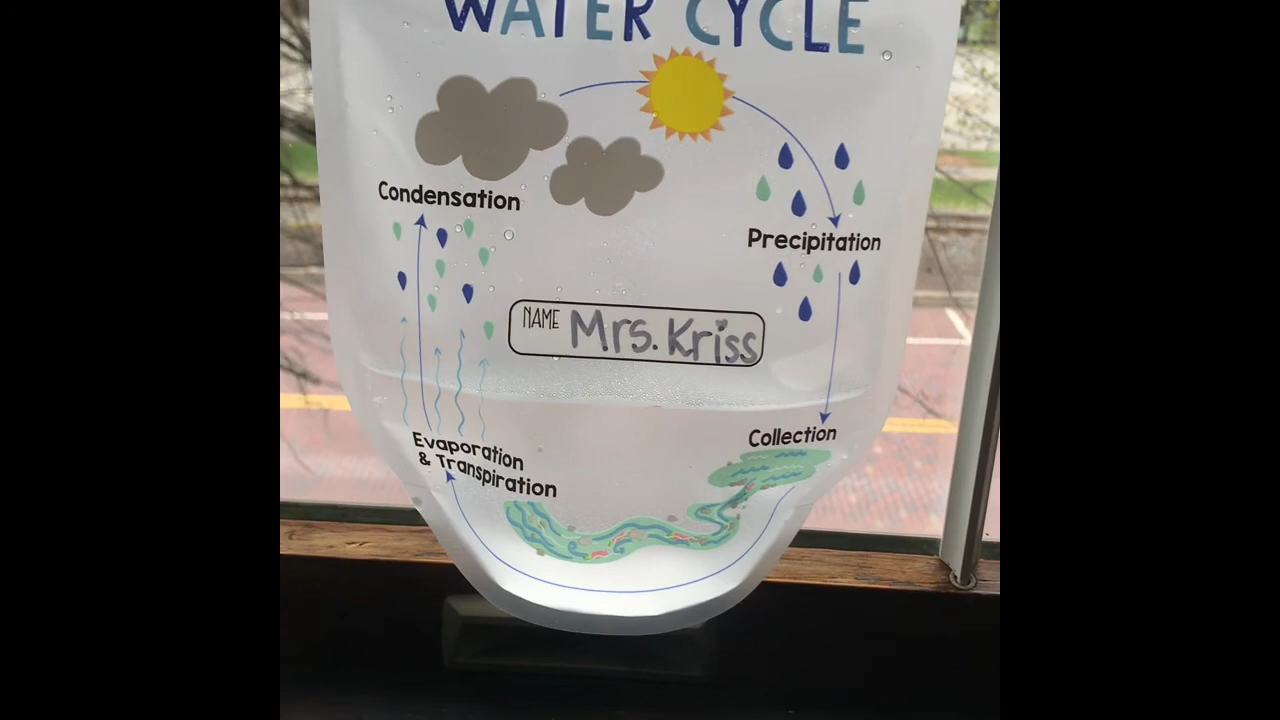 WATER CYCLE
Condensation
Precipitation
NAME Mrs. Kriss
Collection
Evaporation
& Transpiration